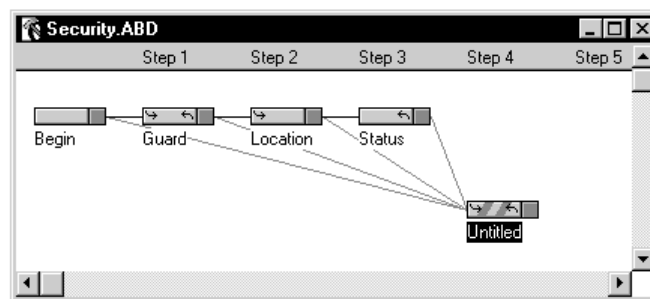 Security.ABD
Step 1 Step 2 Step 3 Step 4 Step 5
Begin Guard Location Status
Untitled